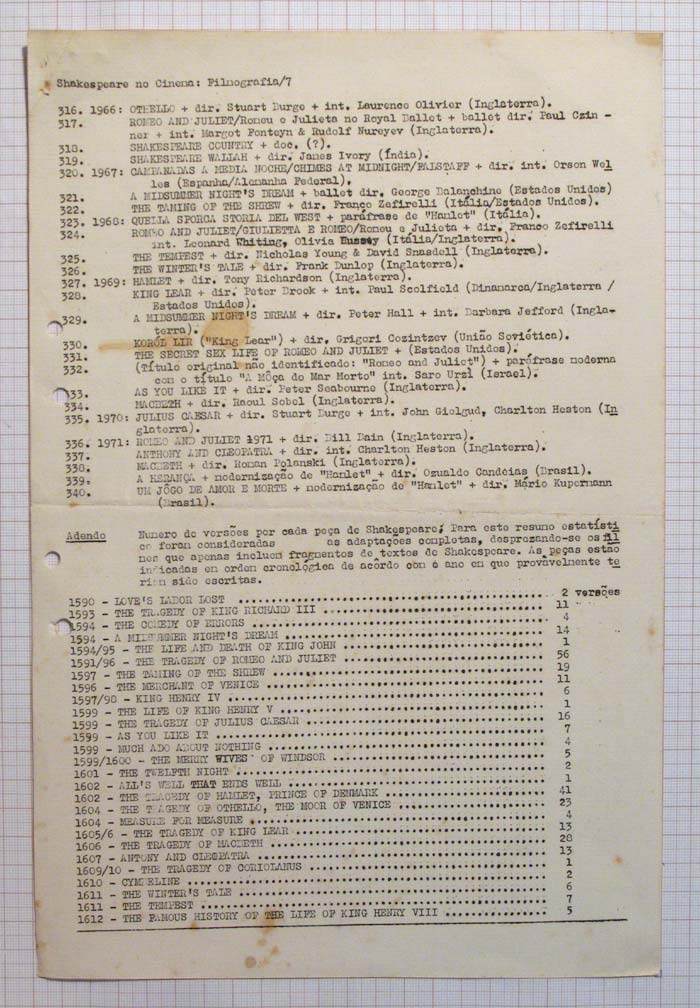 Shakespeare no Cinema: Filmografia/7
316. 1966: OTHELLO + dir. Stuart Durge + int. Laurence Olivier (Inglaterra).
317. ROMEO AND JULIET/Romeu e Julieta no Royal Ballet + ballet dir. Paul Czin -
ner + int. Margot Fonteyn & Rudolf Nureyev (Inglaterra).
318. SHAKESPEARE COUNTRY + doc. (?).
319. SHAKESPEARE WALLAH + dir. James Ivory (Índia).
320. 1967: CAMPANADAS A MEDIA NOCHE/CHIMES AT MIDNIGHT/FALSTAFF + dir. int. Orson Wel
les (Espanha/Alemanha Federal).
321. A MIDSUMMER NIGHT'S DREAM + ballet dir. George Balanchine (Estados Unidos)
322. THE TAMING OF THE SHREW + dir. Franco Zefirelli (Itália/Estados Unidos).
323. 1968: QUELLA SPORCA STORIA DEL WEST + paráfrase de "Hamlet" (Itália).
324. ROMEO AND JULIET/GIULIETTA E ROMEO/Romeu e Julieta + dir. Franco Zefirelli
int. Leonard Whiting, Olivia Hussey (Itália/Inglaterra).
325. THE TEMPEST + dir. Nicholas Young & David Snasdell (Inglaterra).
326. THE WINTER'S TALE + dir. Frank Dunlop (Inglaterra).
327. 1969: HAMLET + dir. Tony Richardson (Inglaterra).
328. KING LEAR + dir. Peter Brook + int. Paul Scolfield (Dinamarca/Inglaterra /
Estados Unidos).
329. A MIDSUMMER NIGHT'S DREAM + dir. Peter Hall + int. Barbara Jefford (Ingla-
terra).
330. KORÓL LIR ("King Lear") + dir. Grigori Cozintzev (União Soviética).
331. THE SECRET SEX LIFE OF ROMEO AND JULIET + (Estados Unidos).
332. (Título original não identificado: "Romeo and Juliet") + paráfrase moderna
com o título "A Môça do Mar Morto" int. Saro Urzi (Israel).
333. AS YOU LIKE IT + dir. Peter Seabourne (Inglaterra).
334. MACBETH + dir. Raoul Sobel (Inglaterra).
335. 1970: JULIUS CAESAR + dir. Stuart Durge + int. John Gielgud, Charlton Heston (In
glaterra).
336. 1971: ROMEO AND JULIET 1971 + dir. Bill Bain (Inglaterra).
337. ANTHONY AND CLEOPATRA + dir. int. Charlton Heston (Inglaterra).
338. MACBETH + dir. Roman Polanski (Inglaterra).
339. A HERANÇA + modernização de "Hamlet" + dir. Ozualdo Candeias (Brasil).
340. UM JÔGO DE AMOR E MORTE + modernização de "Hamlet" + dir. Mário Kupermann
(Brasil).
Adendo Numero de versões por cada peça de Shakespeare; Para este resumo estatísti
co foram consideradas as adaptações completas, desprezando-se os fil
mes que apenas incluem fragmentos de textos de Shakespeare. As peças estão
indicadas em ordem cronológica de acôrdo com o ano em que provàvelmente te
riam sido escritas.
1590 - LOVE'S LABOR LOST ........ 2 versões
1593 - THE TRAGEDY OF KING RICHARD III ........ 11
1594 - THE COMEDY OF ERRORS ........ 4
1594 - A MIDSUMMER NIGHT'S DREAM ........ 14
1594/95 - THE LIFE AND DEATH OF KING JOHN ........ 1
1591/96 - THE TRAGEDY OF ROMEO AND JULIET ........ 56
1597 - THE TAMING OF THE SHREW ........ 19
1596 - THE MERCHANT OF VENICE ........ 11
1597/98 - KING HENRY IV ........ 6
1599 - THE LIFE OF KING HENRY V ........ 1
1599 - THE TRAGEDY OF JULIUS CAESAR ........ 16
1599 - AS YOU LIKE IT ........ 7
1599 - MUCH ADO ABOUT NOTHING ........ 4
1599/1600 - THE MERRY WIVES OF WINDSOR ........ 5
1601 - THE TWELFTH NIGHT ........ 2
1602 - ALL'S WELL THAT ENDS WELL ........ 1
1602 - THE TRAGEDY OF HAMLET, PRINCE OF DENMARK ........ 41
1604 - THE TRAGEDY OF OTHELLO, THE MOOR OF VENICE ........ 23
1604 - MEASURE FOR MEASURE ........ 4
1605/6 - THE TRAGEDY OF KING LEAR ........ 13
1606 - THE TRAGEDY OF MACBETH ........ 28
1607 - ANTONY AND CLEOPATRA ........ 13
1609/10 - THE TRAGEDY OF CORIOLANUS ........ 1
1610 - CYMBELINE ........ 2
1611 - THE WINTER'S TALE ........ 6
1611 - THE TEMPEST ........ 7
1612 - THE FAMOUS HISTORY OF THE LIFE OF KING HENRY VIII ........ 5